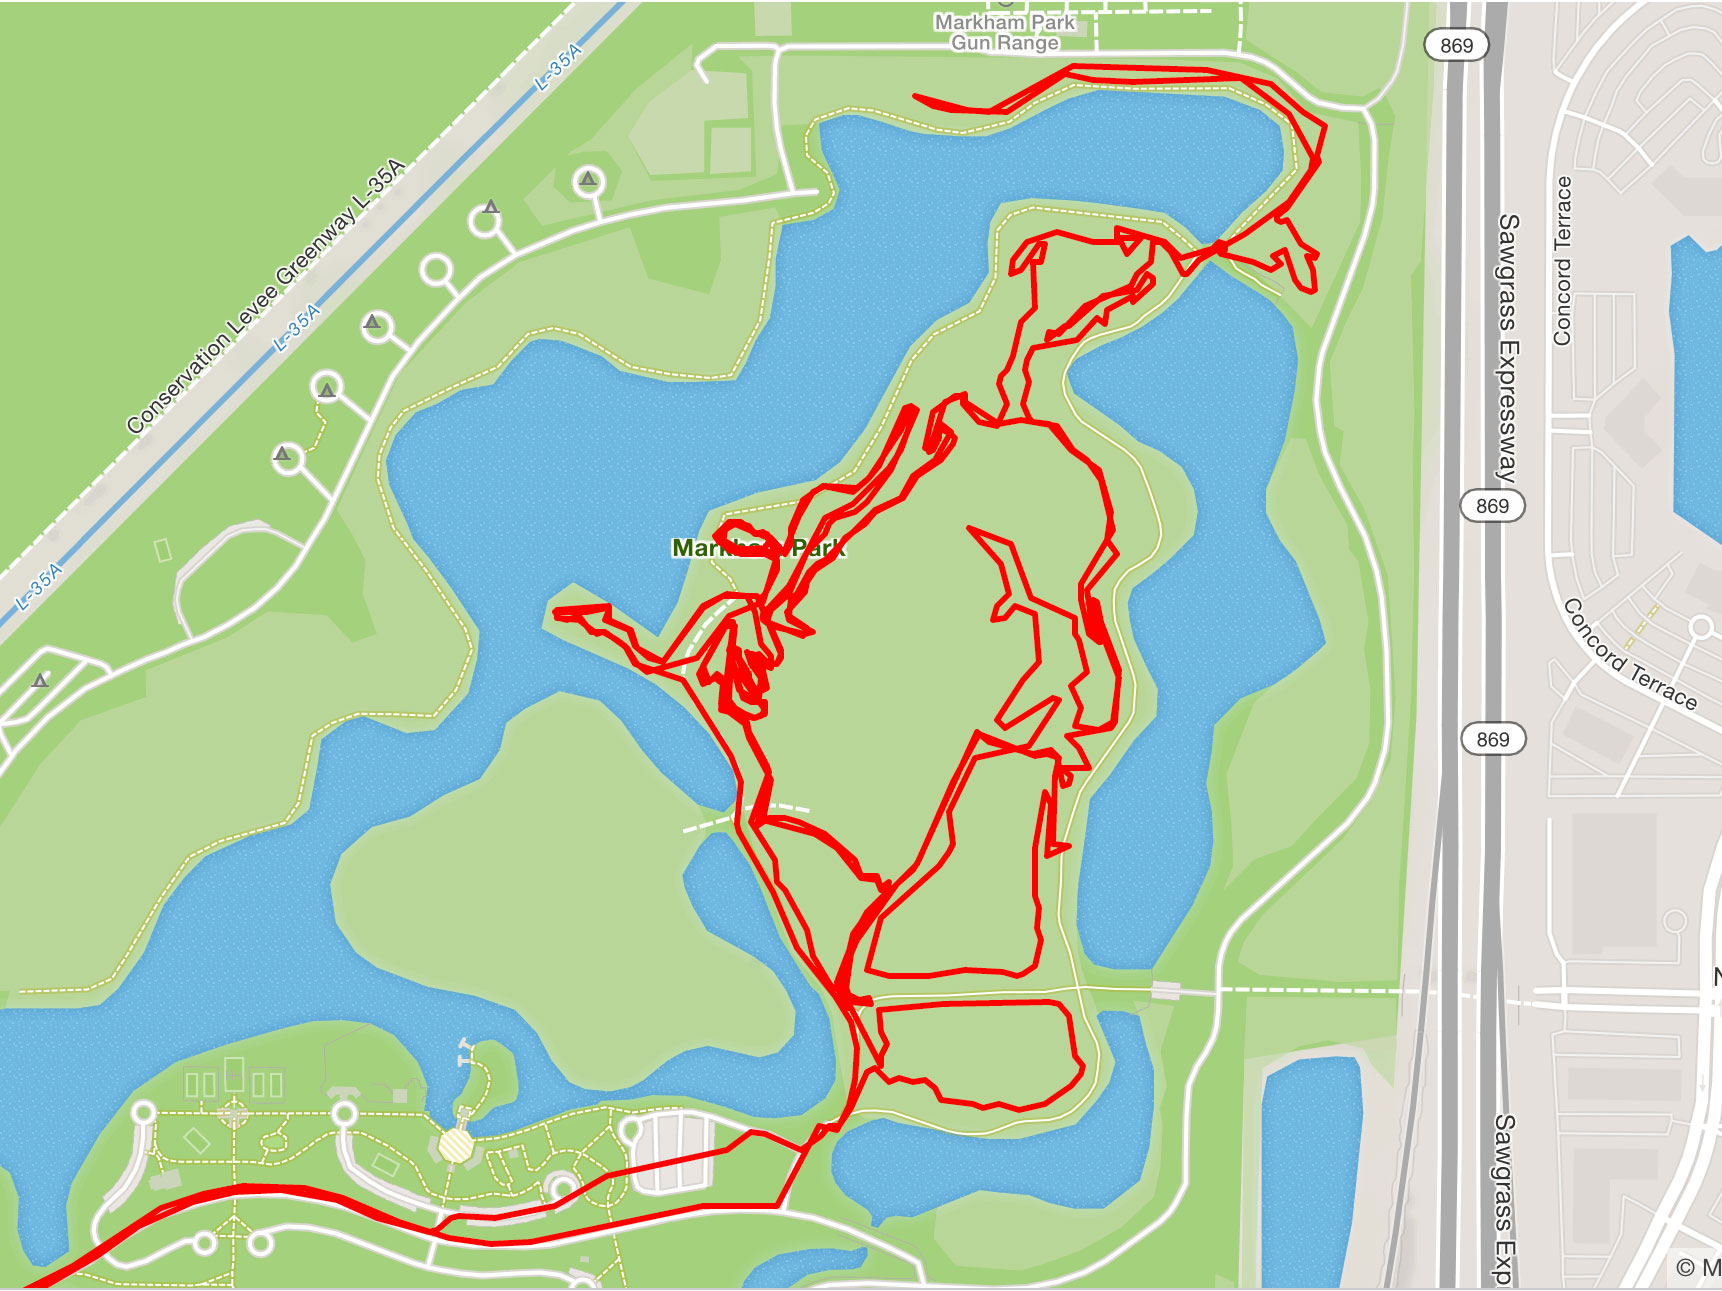 Markham Park
Gun Range
869
L-35A
Conservation Levee Greenway L-35A
Concord Terrace
Sawgrass Expressway
L-35A
869
Markham Park
L-35A
Concord Terrace
869
N
Sawgrass Exp
© M